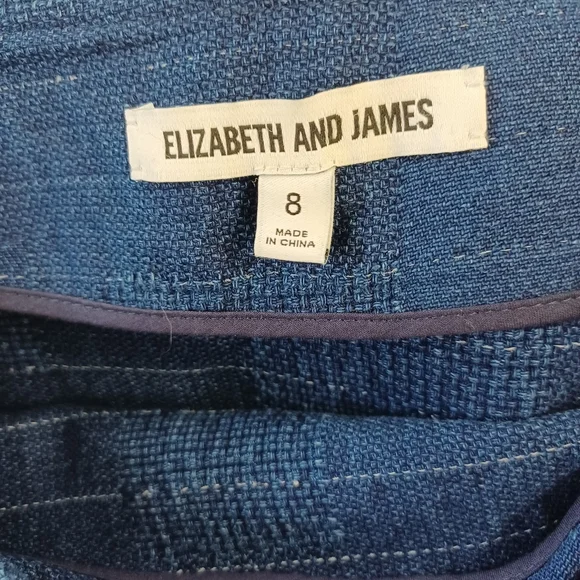 ELIZABETH AND JAMES
8
MADE
IN CHINA